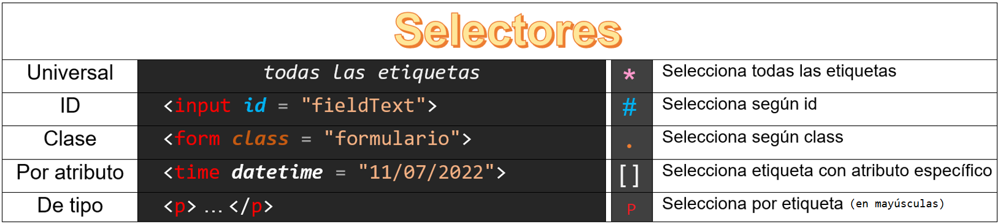 Selectores
Universal todas las etiquetas * Selecciona todas las etiquetas
ID <input id = "fieldText"> # Selecciona según id
Clase <form class = "formulario"> . Selecciona según class
Por atributo <time datetime = "11/07/2022"> [] Selecciona etiqueta con atributo específico
De tipo <p> ... </p> P Selecciona por etiqueta (en mayúsculas)